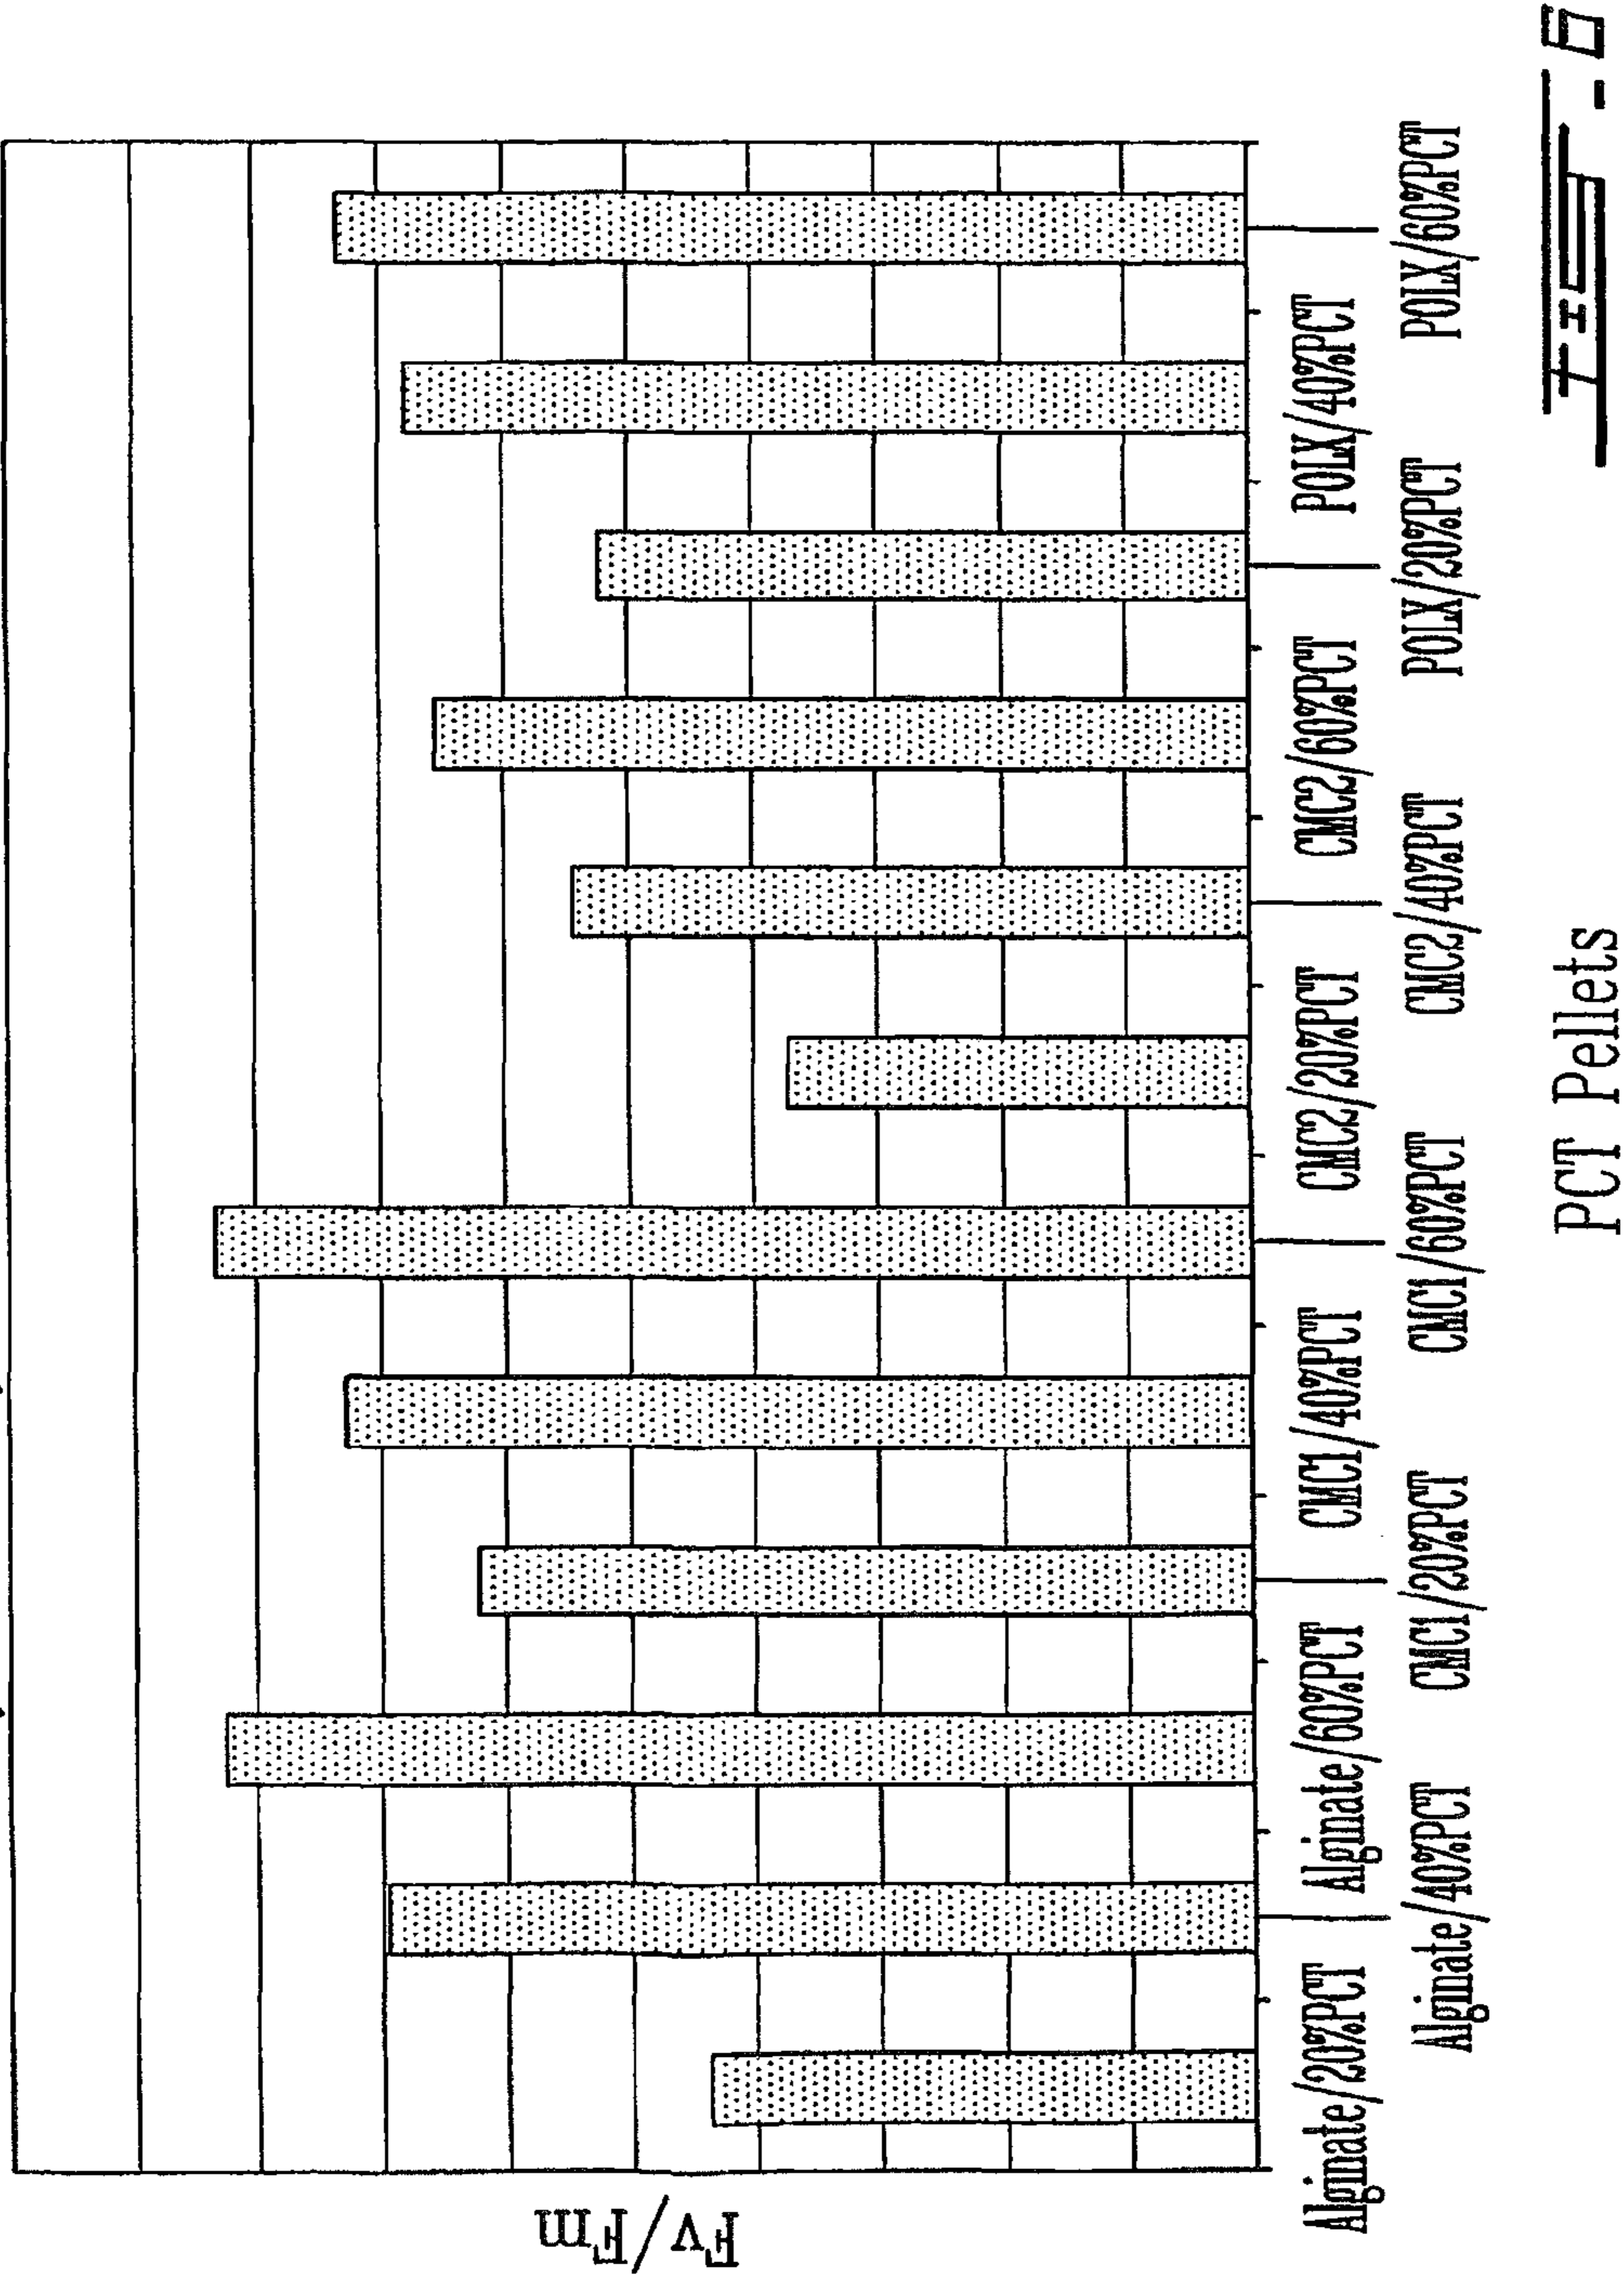 Fv/Fm
Alginate/20%PCT
Alginate/40%PCT
Alginate/60%PCT
CMC1/20%PCT
CMC1/40%PCT
CMC1/60%PCT
CMC2/20%PCT
CMC2/40%PCT
CMC2/60%PCT
POLX/20%PCT
POLX/40%PCT
POLX/60%PCT
PCT Pellets